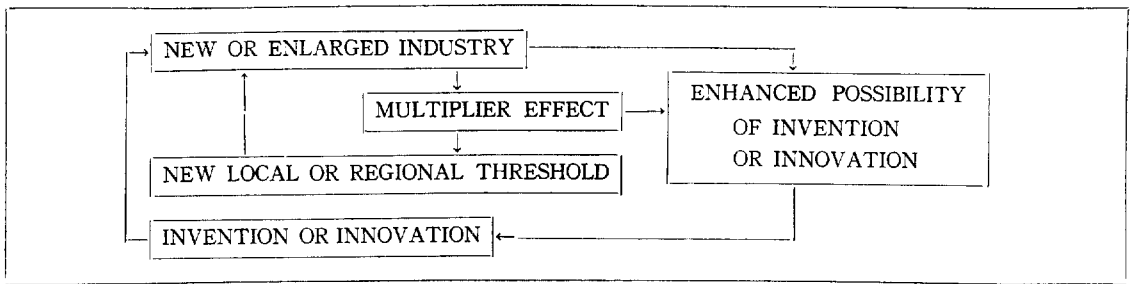 NEW OR ENLARGED INDUSTRY
MULTIPLIER EFFECT
ENHANCED POSSIBILITY
OF INVENTION
OR INNOVATION
NEW LOCAL OR REGIONAL THRESHOLD
INVENTION OR INNOVATION